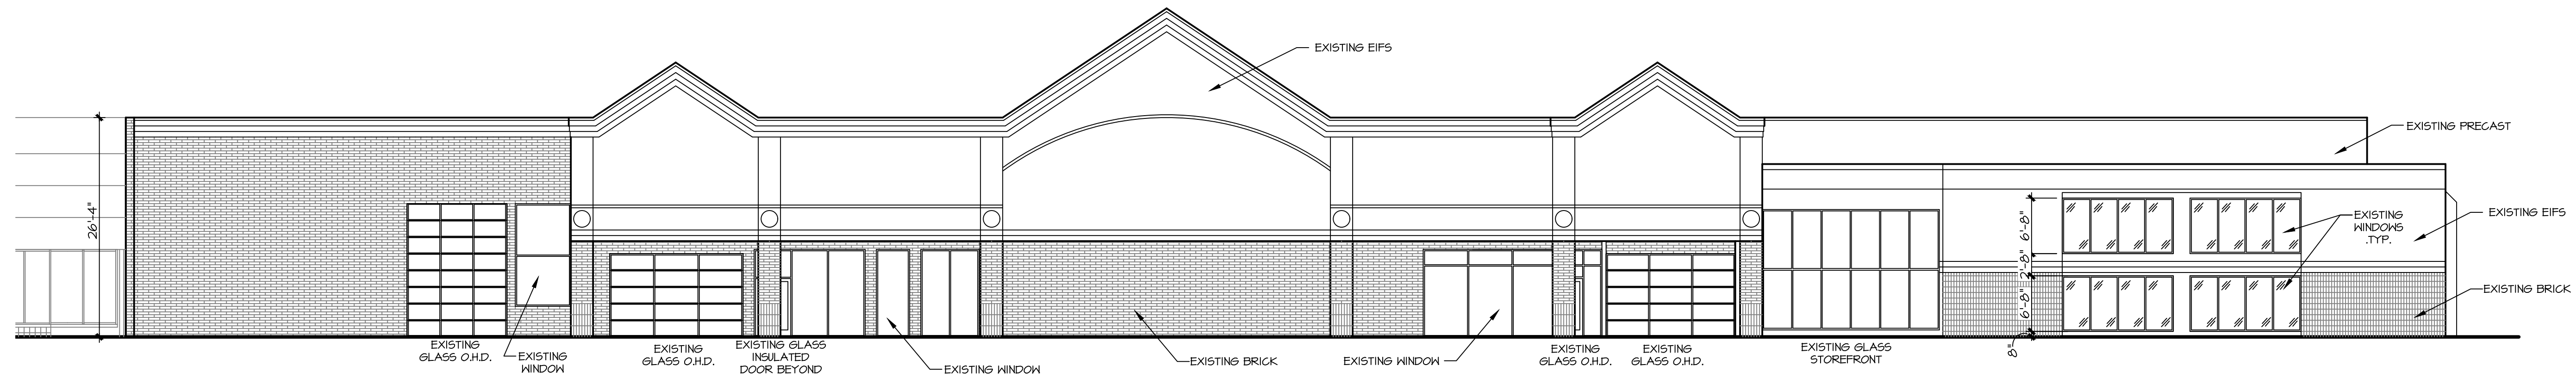 EXISTING EIFS
EXISTING PRECAST
26'-4"
6'-8"
2'-8"
6'-8"
8"
EXISTING
WINDOWS
.TYP.
EXISTING EIFS
EXISTING BRICK
EXISTING
GLASS O.H.D.
EXISTING
WINDOW
EXISTING
GLASS O.H.D.
EXISTING GLASS
INSULATED
DOOR BEYOND
EXISTING WINDOW
EXISTING BRICK
EXISTING WINDOW
EXISTING
GLASS O.H.D.
EXISTING
GLASS O.H.D.
EXISTING GLASS
STOREFRONT